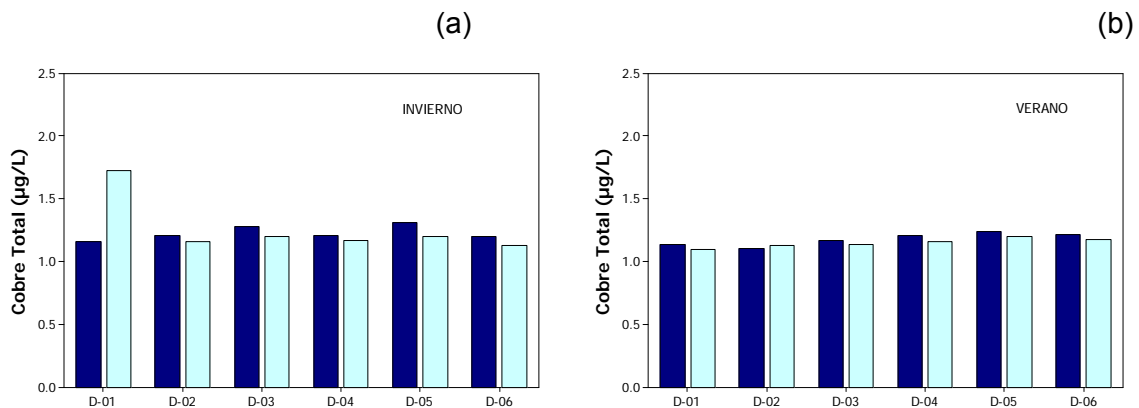 (a)
Cobre Total (µg/L)
2.5
2.0
1.5
1.0
0.5
0.0
INVIERNO
D-01 D-02 D-03 D-04 D-05 D-06
(b)
Cobre Total (µg/L)
2.5
2.0
1.5
1.0
0.5
0.0
VERANO
D-01 D-02 D-03 D-04 D-05 D-06